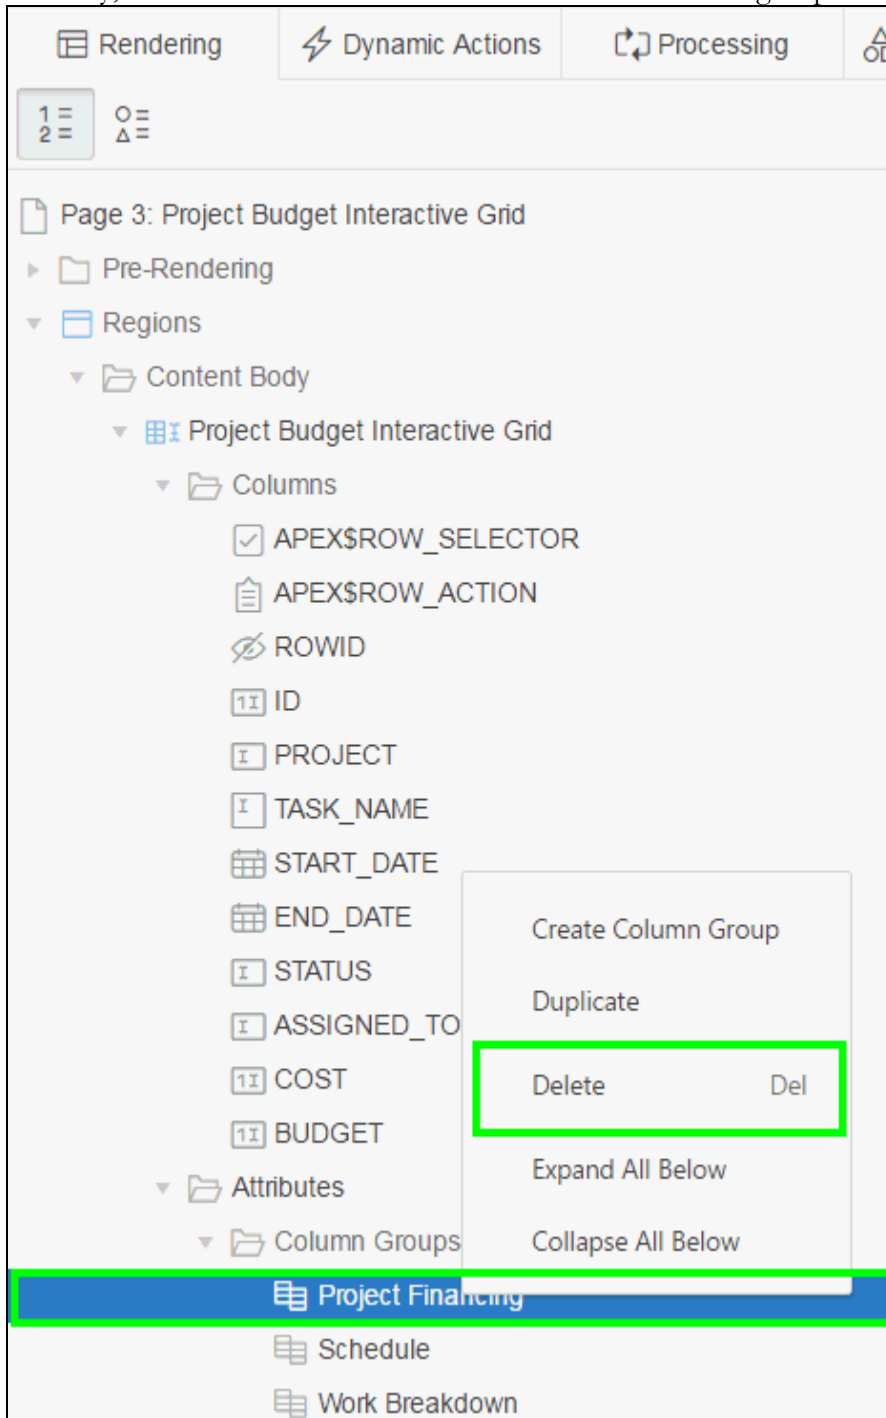 Rendering Dynamic Actions Processing
Page 3: Project Budget Interactive Grid
Pre-Rendering
Regions
Content Body
Project Budget Interactive Grid
Columns
APEX$ROW_SELECTOR
APEX$ROW_ACTION
ROWID
ID
PROJECT
TASK_NAME
START_DATE
END_DATE
STATUS
ASSIGNED_TO
COST
BUDGET
Attributes
Column Groups
Project Financing
Schedule
Work Breakdown
Create Column Group
Duplicate
Delete Del
Expand All Below
Collapse All Below